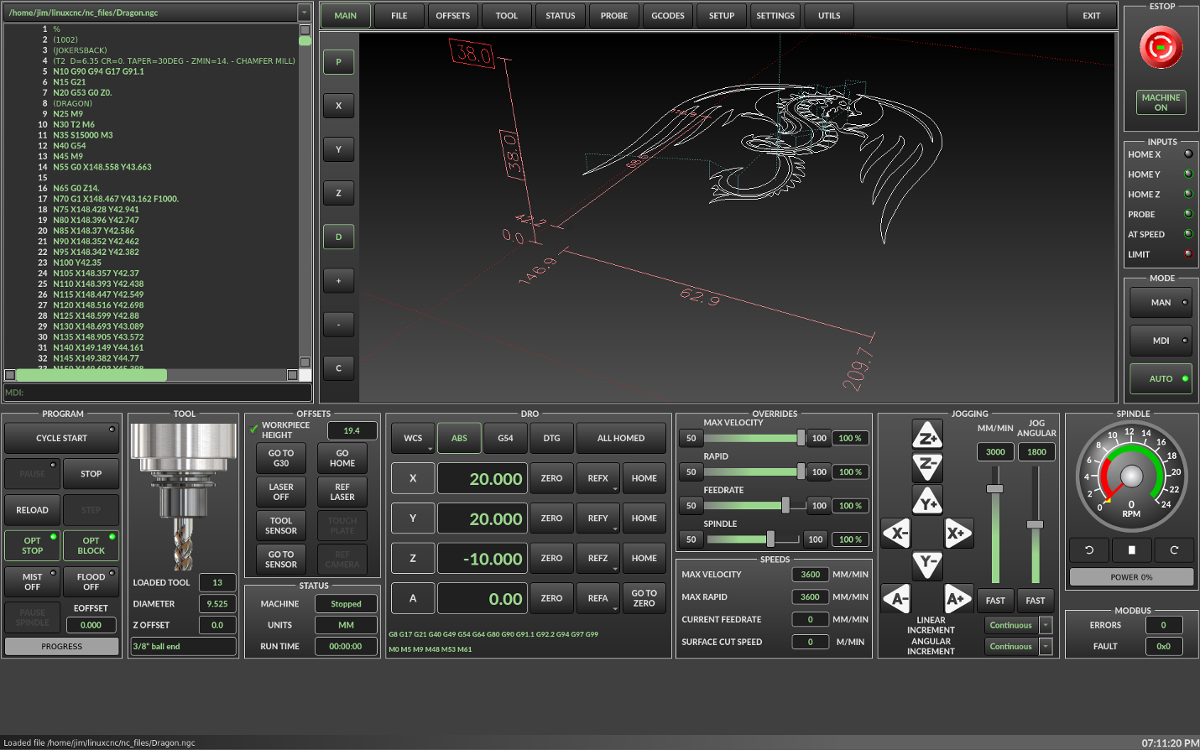 /home/jim/linuxcnc/nc_files/Dragon.ngc
1 %
2 (1002)
3 (JOKERSBACK)
4 (T2 D=6.35 CR=0. TAPER=30DEG - ZMIN=14. - CHAMFER MILL)
5 N10 G90 G94 G17 G91.1
6 N15 G21
7 N20 G53 G0 Z0.
8 (DRAGON)
9 N25 M9
10 N30 T2 M6
11 N35 S15000 M3
12 N40 G54
13 N45 M9
14 N55 G0 X148.558 Y43.663
15
16 N65 G0 Z14.
17 N70 G1 X148.467 Y43.162 F1000.
18 N75 X148.428 Y42.941
19 N80 X148.396 Y42.747
20 N85 X148.37 Y42.586
21 N90 X148.352 Y42.462
22 N95 X148.342 Y42.382
23 N100 Y42.35
24 N105 X148.357 Y42.37
25 N110 X148.393 Y42.438
26 N115 X148.447 Y42.549
27 N120 X148.516 Y42.698
28 N125 X148.599 Y42.88
29 N130 X148.693 Y43.089
30 N135 X148.905 Y43.572
31 N140 X149.149 Y44.161
32 N145 X149.382 Y44.77
MDI:
MAIN FILE OFFSETS TOOL STATUS PROBE GCODES SETUP SETTINGS UTILS EXIT
P
X
Y
Z
D
+
-
C
38.0
38.0
0.0
146.9
62.9
209.7
ESTOP
MACHINE
ON
INPUTS
HOME X
HOME Y
HOME Z
PROBE
AT SPEED
LIMIT
MODE
MAN
MDI
AUTO
PROGRAM
CYCLE START
PAUSE STOP
RELOAD STEP
OPT
STOP
OPT
BLOCK
MIST
OFF
FLOOD
OFF
PAUSE
SPINDLE
EOFFSET
0.000
PROGRESS
TOOL
LOADED TOOL 13
DIAMETER 9.525
Z OFFSET 0.0
3/8" ball end
OFFSETS
WORKPIECE
HEIGHT
19.4
GO TO
G30
GO
HOME
LASER
OFF
REF
LASER
TOOL
SENSOR
TOUCH
PLATE
GO TO
SENSOR
REF
CAMERA
STATUS
MACHINE Stopped
UNITS MM
RUN TIME 00:00:00
DRO
WCS ABS G54 DTG ALL HOMED
X 20.000 ZERO REFX HOME
Y 20.000 ZERO REFY HOME
Z -10.000 ZERO REFZ HOME
A 0.00 ZERO REFA GO TO
ZERO
G8 G17 G21 G40 G49 G54 G64 G80 G90 G91.1 G92.2 G94 G97 G99
M0 M5 M9 M48 M53 M61
OVERRIDES
MAX VELOCITY
50 100 100 %
RAPID
50 100 100 %
FEEDRATE
50 100 100 %
SPINDLE
50 100 100 %
SPEEDS
MAX VELOCITY 3600 MM/MIN
MAX RAPID 3600 MM/MIN
CURRENT FEEDRATE 0 MM/MIN
SURFACE CUT SPEED 0 M/MIN
JOGGING
Z+
Z-
Y+
X- X+
Y-
A- A+
MM/MIN
JOG
ANGULAR
3000 1800
FAST FAST
LINEAR
INCREMENT
Continuous
ANGULAR
INCREMENT
Continuous
SPINDLE
0 2 4 6 8 10 12 14 16 18 20 22 24
0
RPM
POWER 0%
MODBUS
ERRORS 0
FAULT 0x0
Loaded file /home/jim/linuxcnc/nc_files/Dragon.ngc
07:11:20 PM